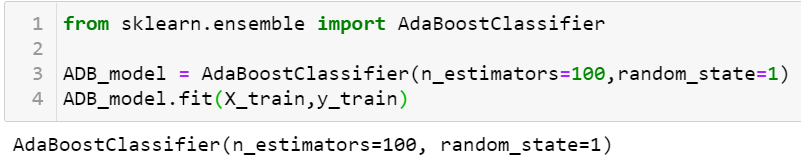 1 from sklearn.ensemble import AdaBoostClassifier
2
3 ADB_model = AdaBoostClassifier(n_estimators=100,random_state=1)
4 ADB_model.fit(X_train,y_train)
AdaBoostClassifier(n_estimators=100, random_state=1)